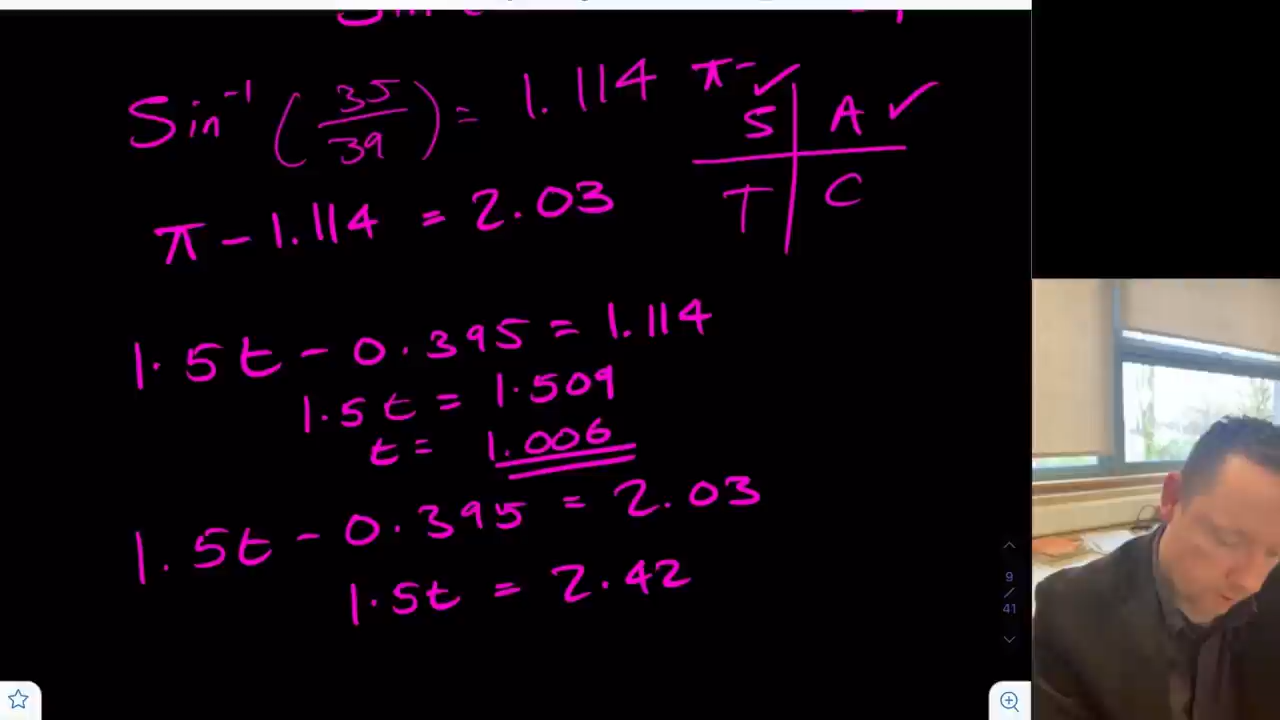 Sin⁻¹ (35/39) = 1.114
π -
S ✓ A ✓
T C
π - 1.114 = 2.03
1.5t - 0.395 = 1.114
1.5t = 1.509
t = 1.006
1.5t - 0.395 = 2.03
1.5t = 2.42
9
/
41